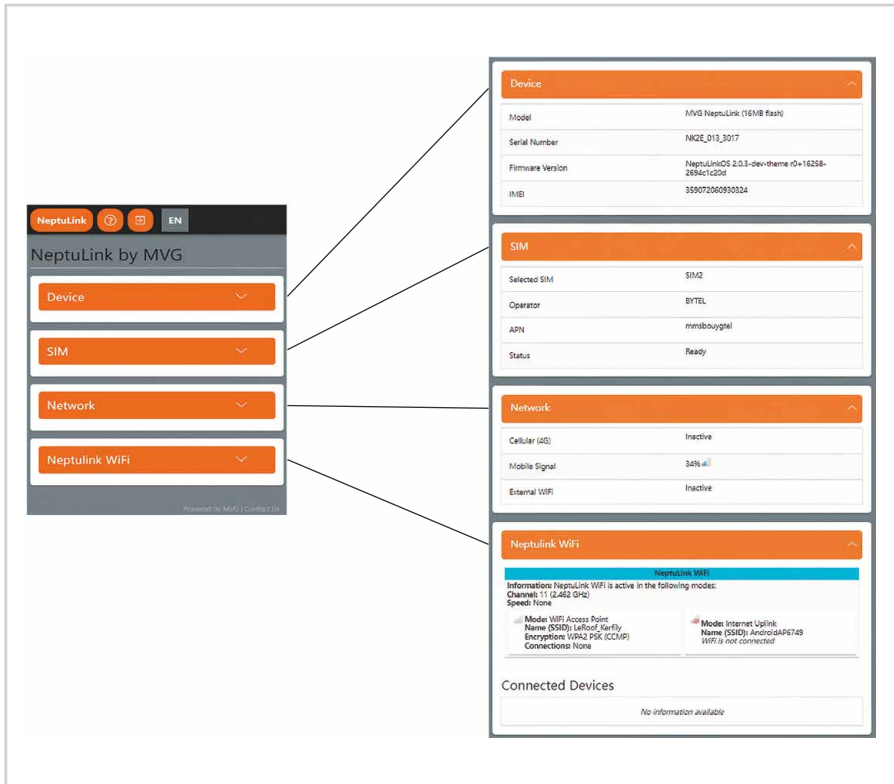 NeptuLink
EN
NeptuLink by MVG
Device
SIM
Network
Neptulink WiFi
Powered by MVG | Contact Us
Device
Model MVG NeptuLink (16MB flash)
Serial Number NK2E_013_3017
Firmware Version NeptuLinkOS 2.0.3-dev-theme r0+16258-
2694c1c20d
IMEI 359072060930324
SIM
Selected SIM SIM2
Operator BYTEL
APN mmsbouygtel
Status Ready
Network
Cellular (4G) Inactive
Mobile Signal 34%
External WiFi Inactive
Neptulink WiFi
NeptuLink WiFi
Information: NeptuLink WiFi is active in the following modes:
Channel: 11 (2.462 GHz)
Speed: None
Mode: WiFi Access Point
Name (SSID): LeRoof_Kerfily
Encryption: WPA2 PSK (CCMP)
Connections: None
Mode: Internet Uplink
Name (SSID): AndroidAP6749
WiFi is not connected
Connected Devices
No information available